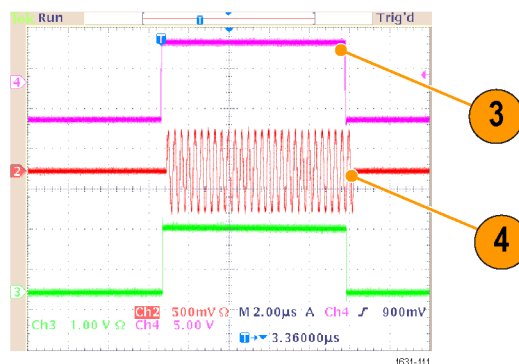 Tek Run Trig'd
T
T
4
3
2
4
3
Ch2 500mV Ω M 2.00µs A Ch4 900mV
Ch3 1.00 V Ω Ch4 5.00 V
T 3.36000µs
1631-111